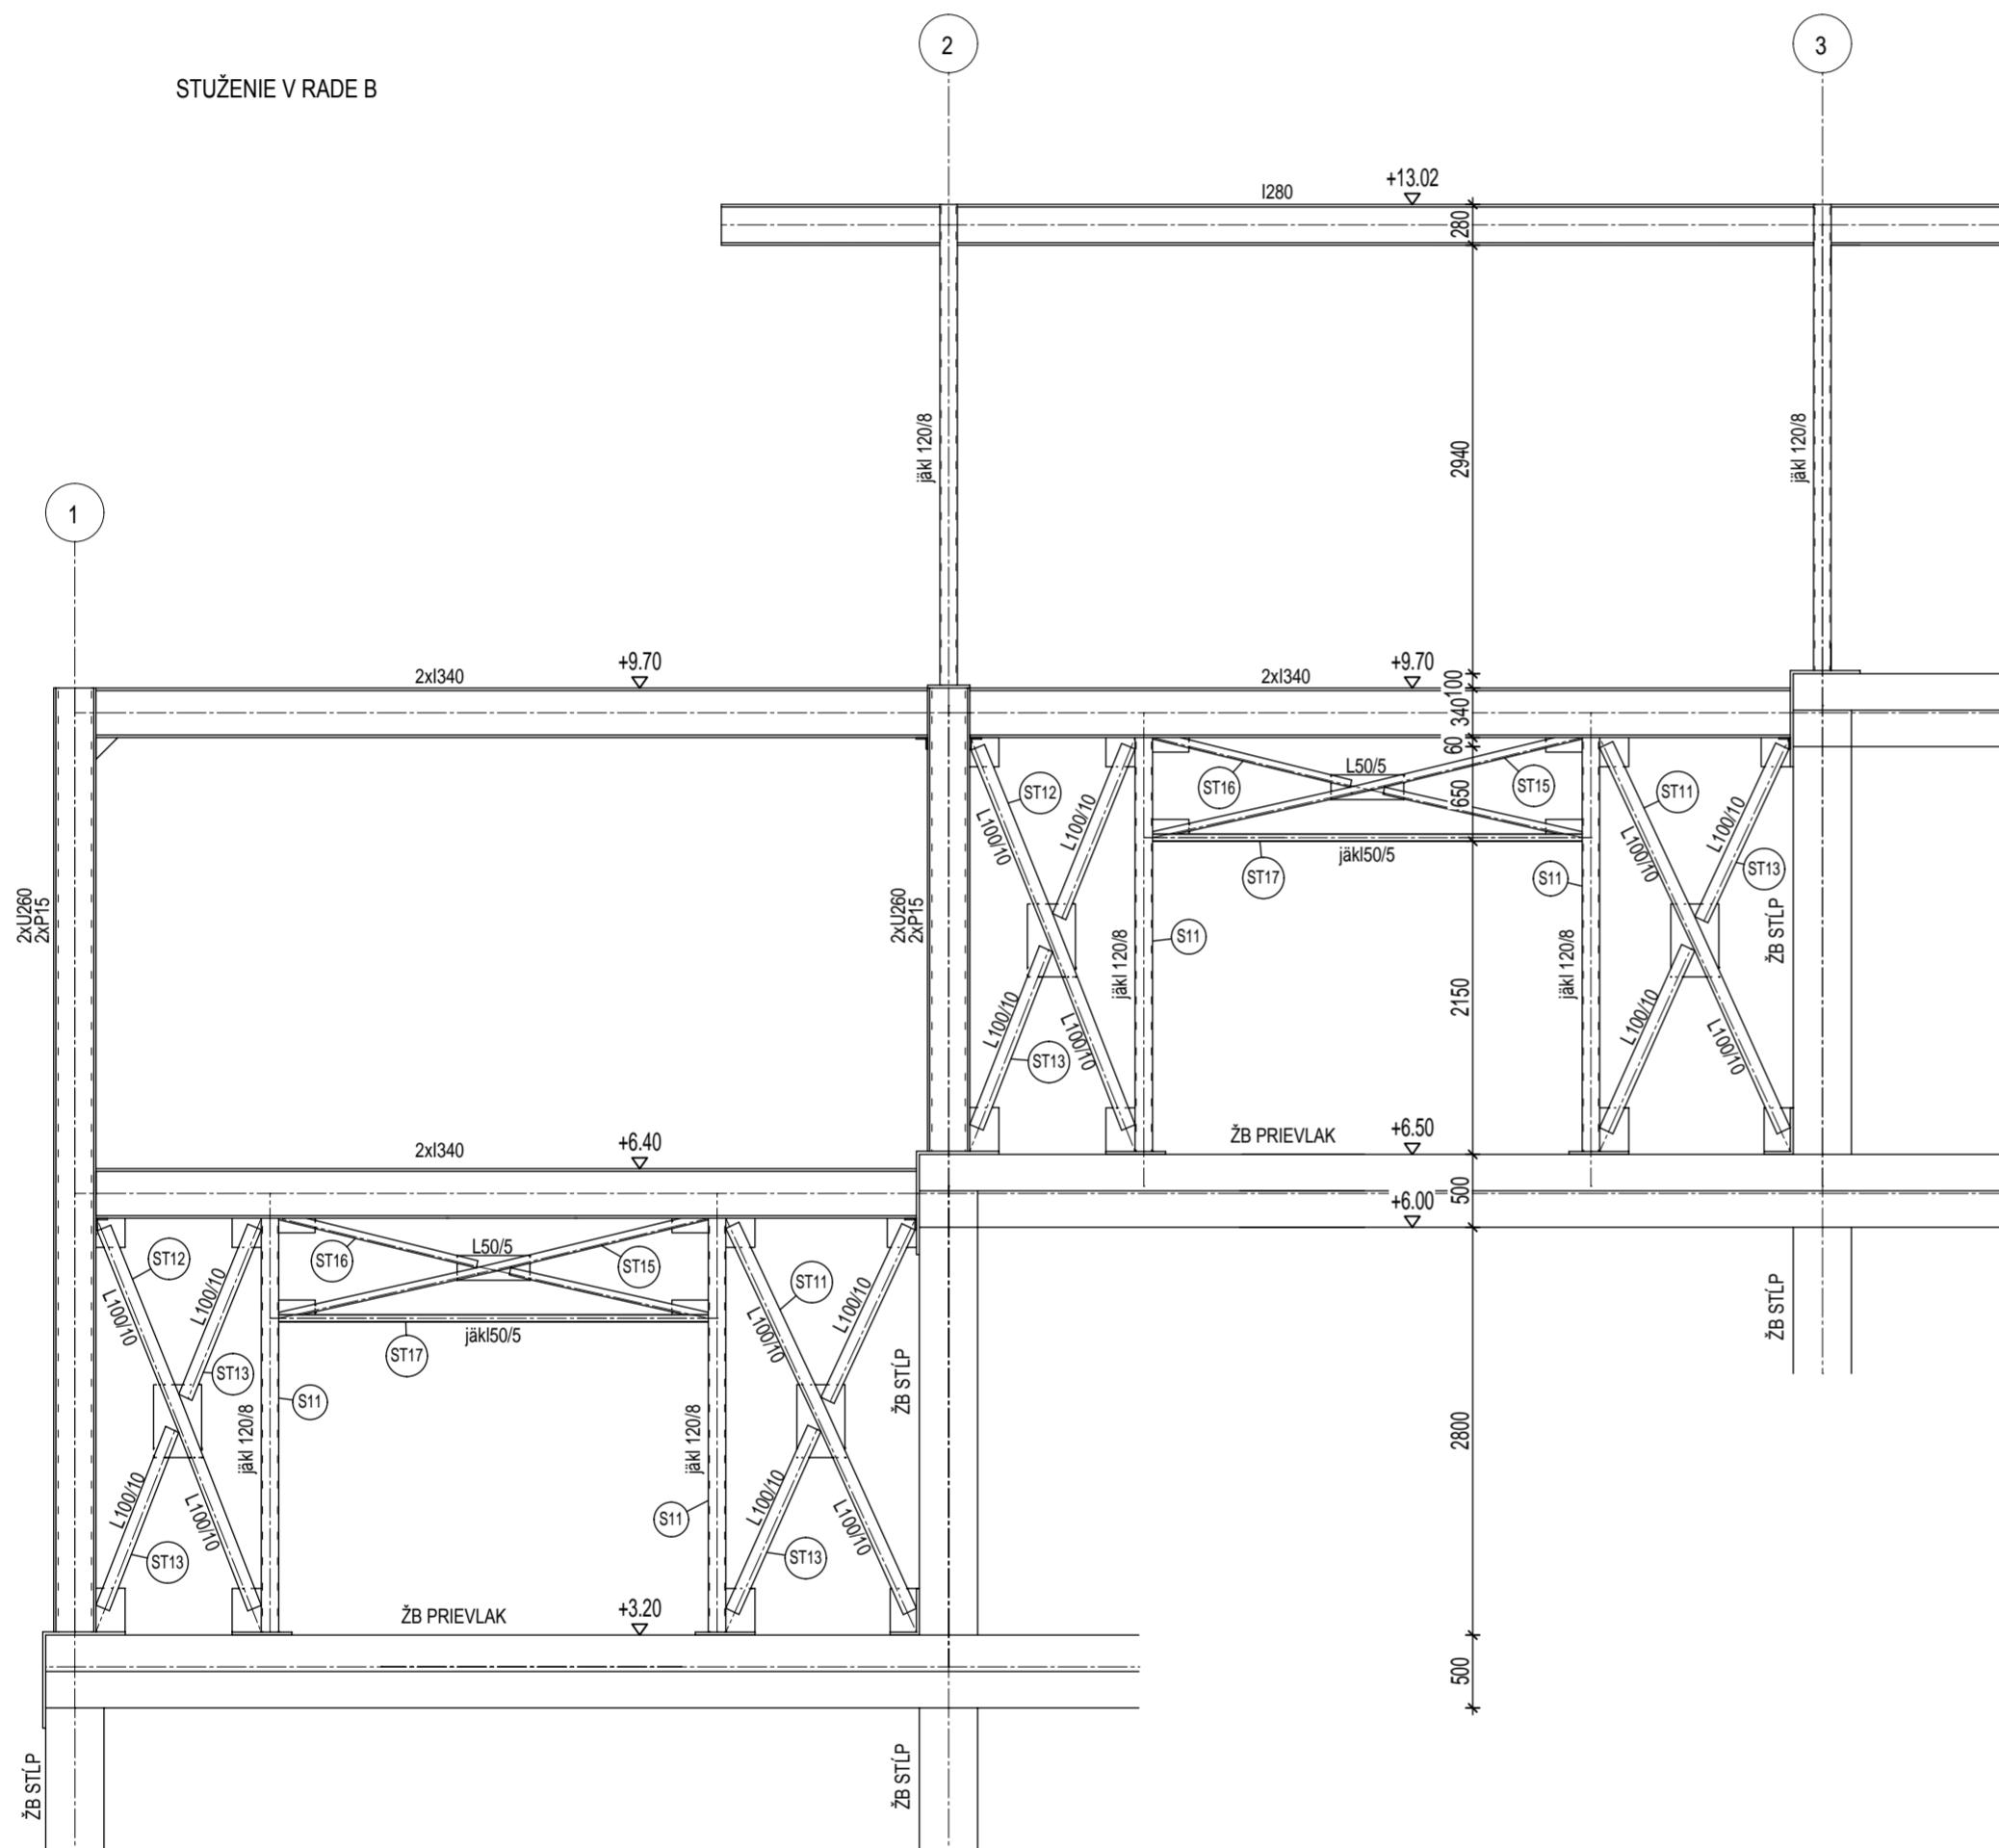 2
3
STUŽENIE V RADE B
I280
+13.02
280
jäkl 120/8
2940
jäkl 120/8
1
2xI340
+9.70
2xI340
+9.70
100
340
60
L50/5
ST12
ST16
ST15
ST11
650
L100/10
L100/10
L100/10
L100/10
jäkl50/5
ST17
S11
ST13
2xU260
2xP15
2xU260
2xP15
S11
ŽB STĹP
jäkl 120/8
jäkl 120/8
2150
L100/10
L100/10
L100/10
L100/10
ST13
2xI340
+6.40
ŽB PRIEVLAK
+6.50
500
+6.00
ST12
ST16
L50/5
ST15
ST11
L100/10
L100/10
L100/10
L100/10
ŽB STĹP
jäkl50/5
ST17
ST13
S11
ŽB STĹP
jäkl 120/8
jäkl 120/8
2800
L100/10
L100/10
S11
L100/10
L100/10
ST13
ST13
ŽB PRIEVLAK
+3.20
500
ŽB STĹP
ŽB STĹP